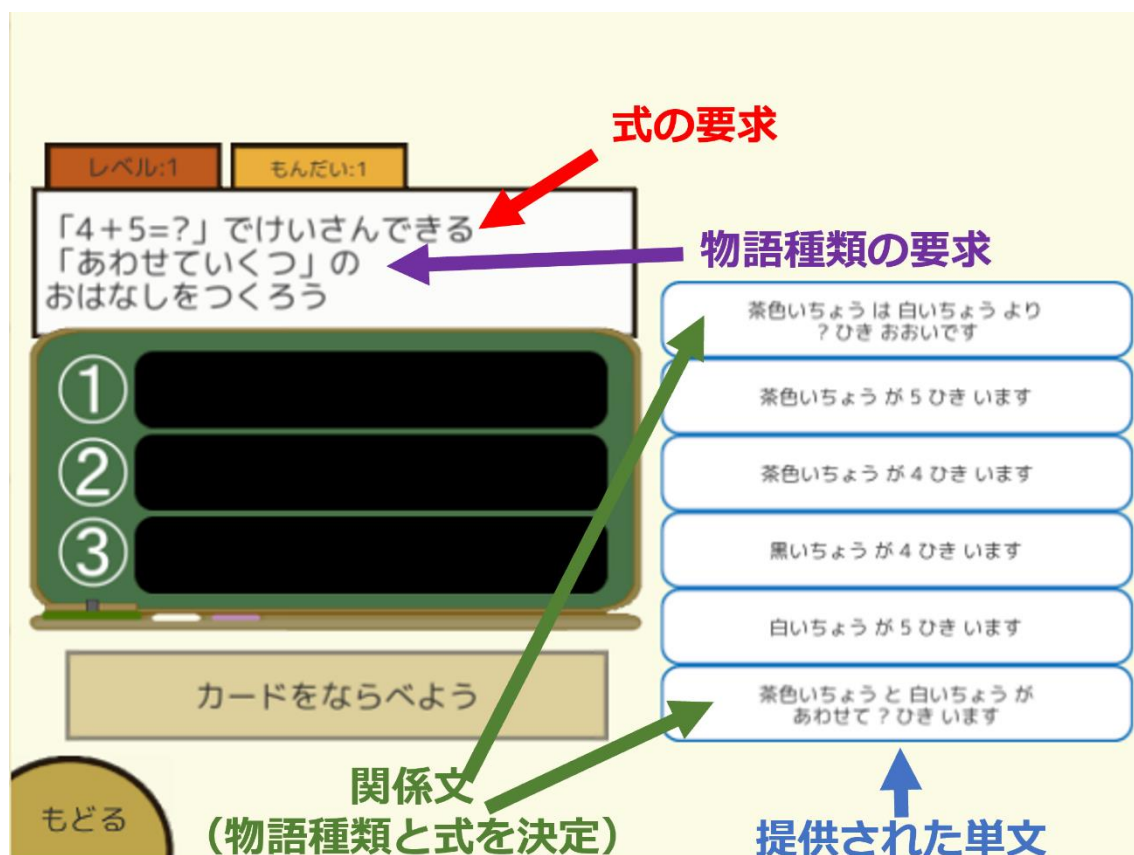 式の要求
レベル:1
もんだい:1
「4+5=?」でけいさんできる
「あわせていくつ」の
おはなしをつくろう
物語種類の要求
茶色いちょう は 白いちょう より
? ひき おおいです
①
茶色いちょう が 5 ひき います
②
茶色いちょう が 4 ひき います
③
黒いちょう が 4 ひき います
白いちょう が 5 ひき います
カードをならべよう
茶色いちょう と 白いちょう が
あわせて ? ひき います
もどる
関係文
（物語種類と式を決定）
提供された単文